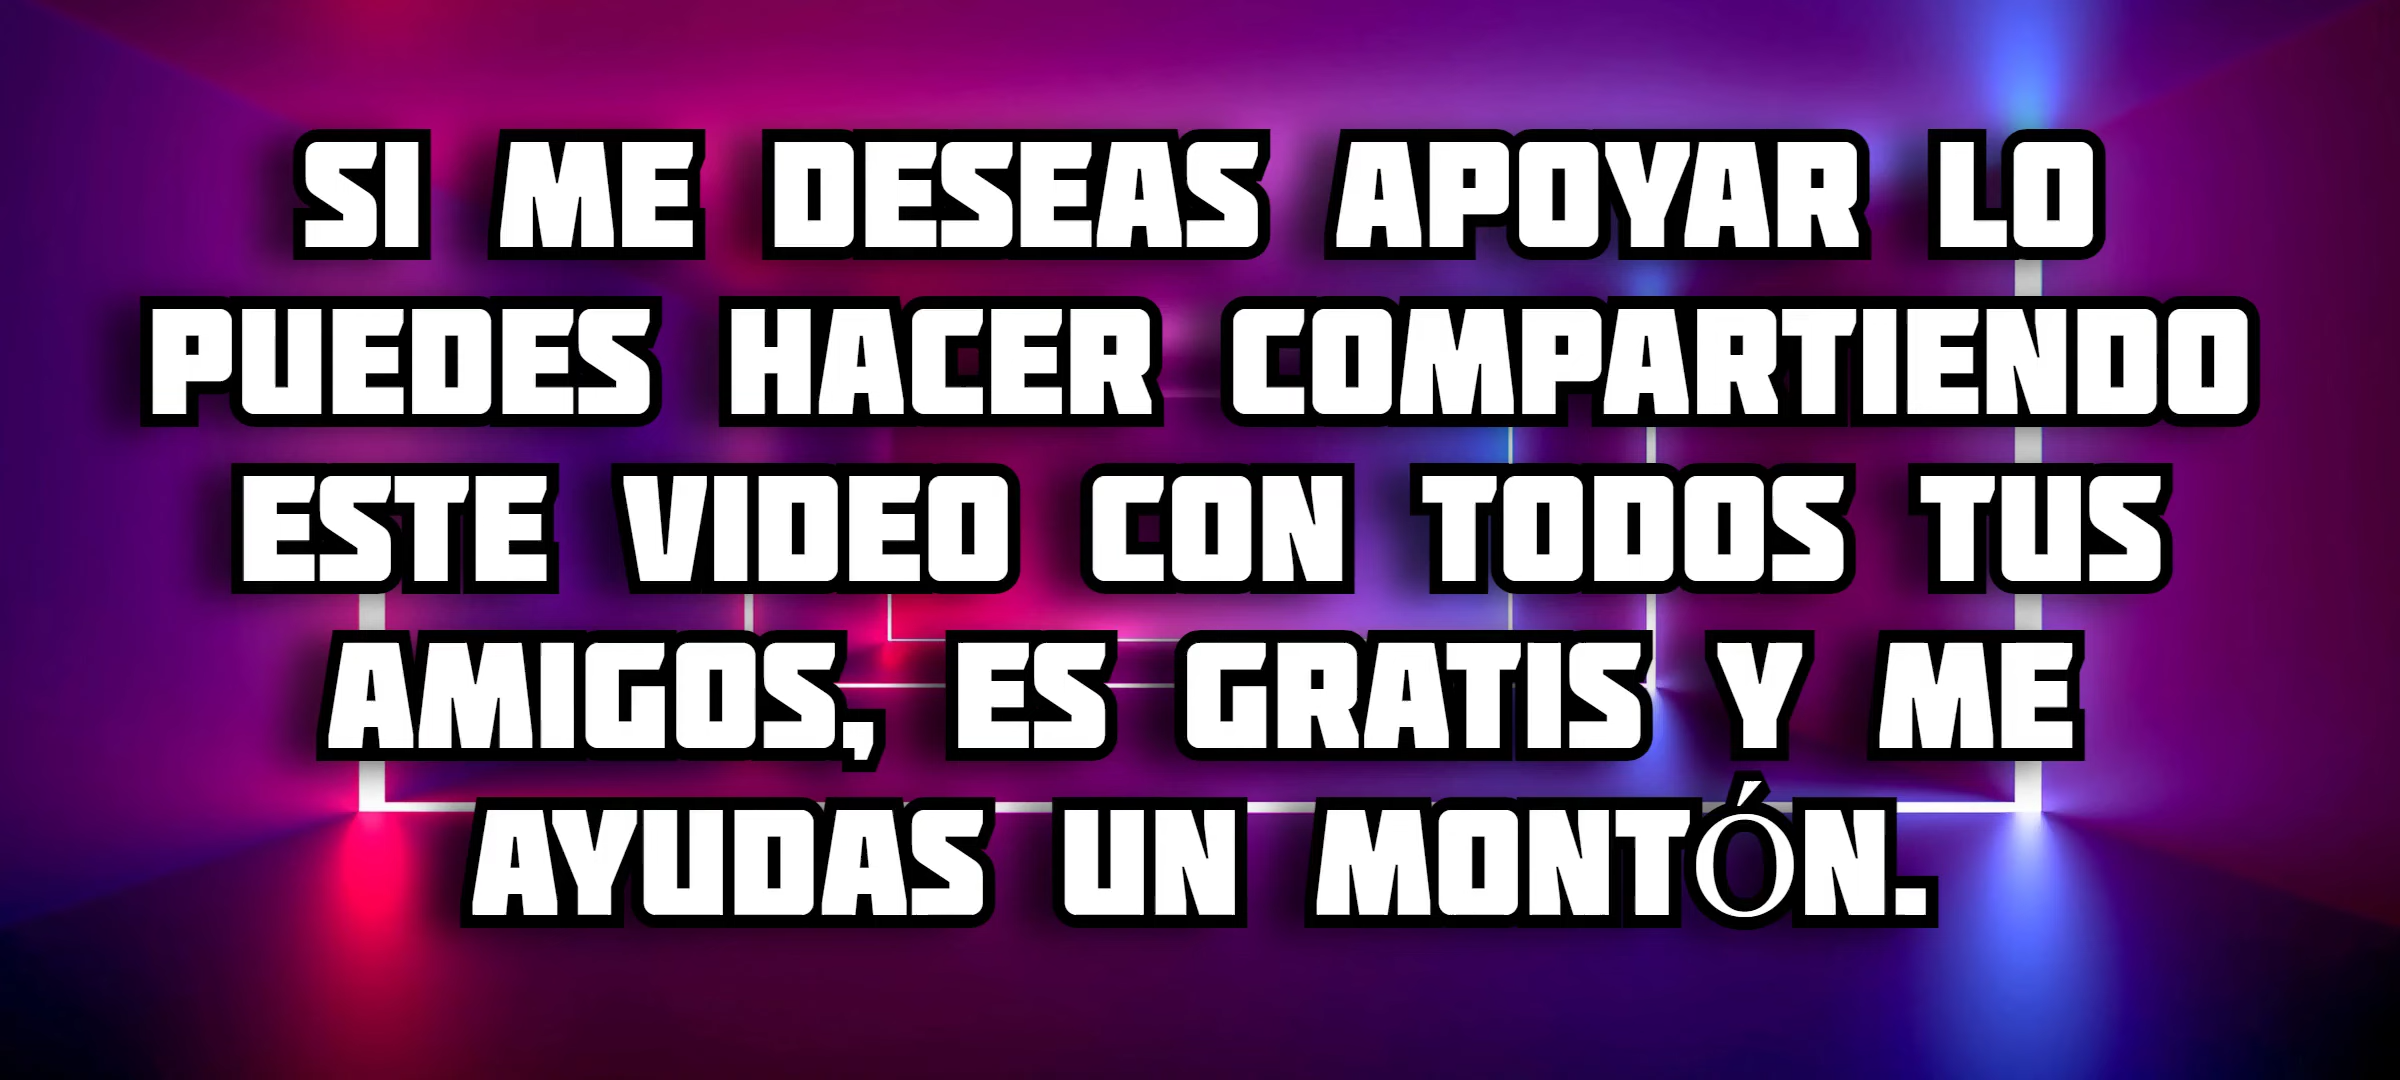 SI ME DESEAS APOYAR LO
PUEDES HACER COMPARTIENDO
ESTE VIDEO CON TODOS TUS
AMIGOS, ES GRATIS Y ME
AYUDAS UN MONTÓN.